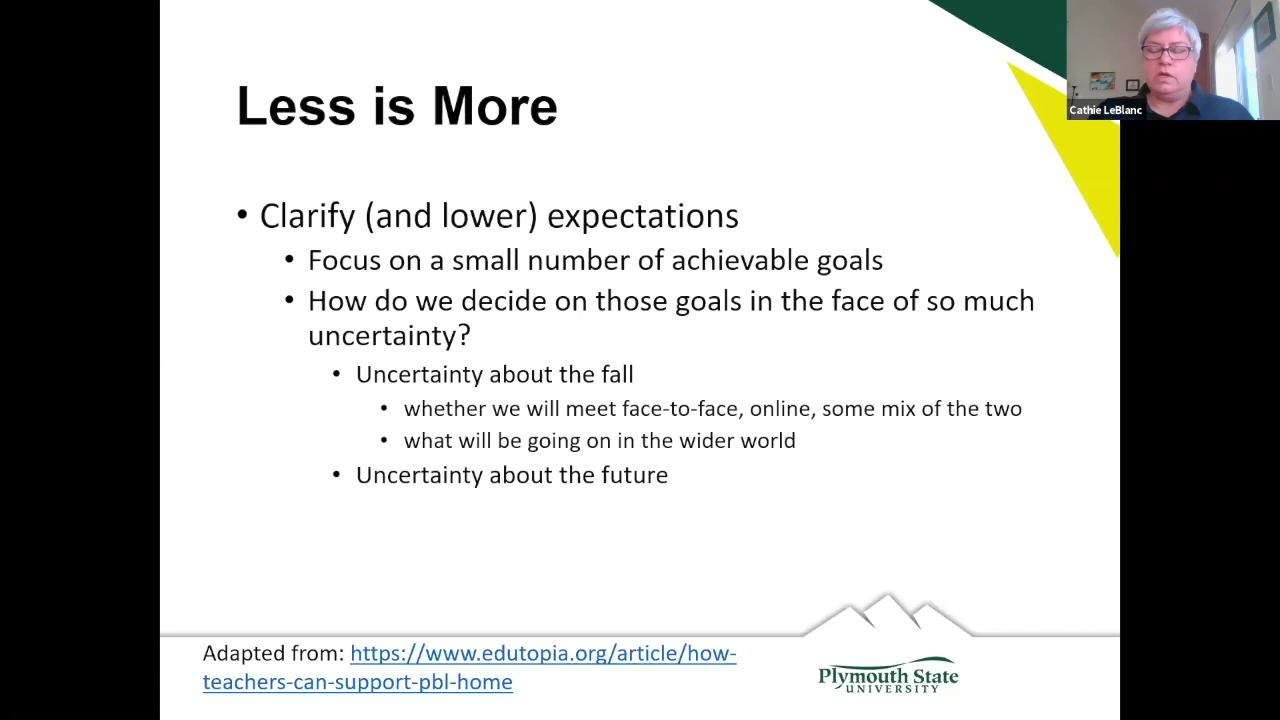 Less is More
Cathie LeBlanc
• Clarify (and lower) expectations
• Focus on a small number of achievable goals
• How do we decide on those goals in the face of so much
uncertainty?
• Uncertainty about the fall
• whether we will meet face-to-face, online, some mix of the two
• what will be going on in the wider world
• Uncertainty about the future
Adapted from: https://www.edutopia.org/article/how-
teachers-can-support-pbl-home
Plymouth State
UNIVERSITY